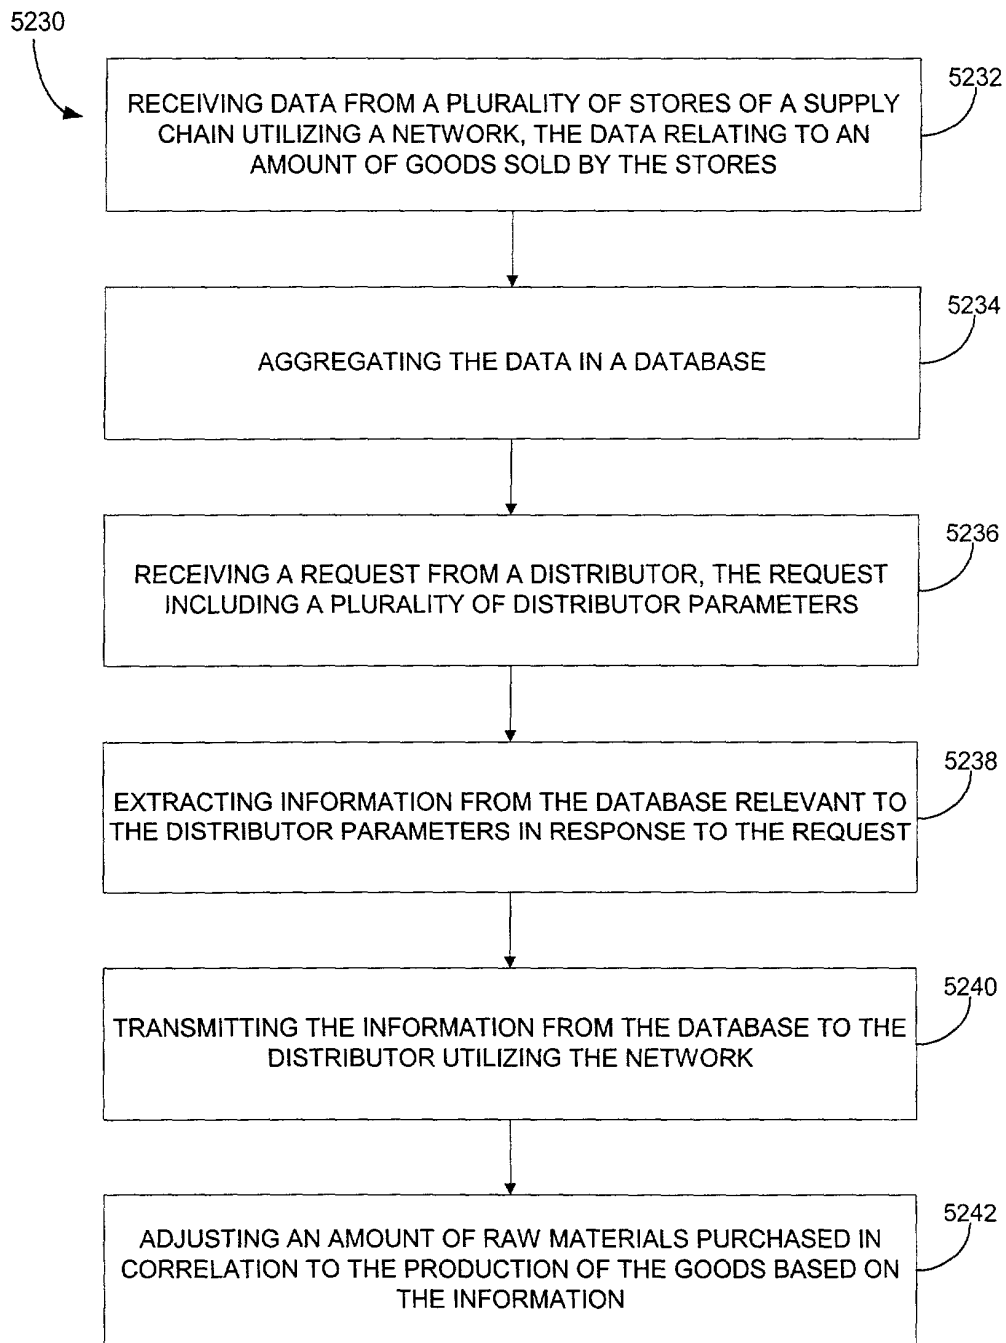 5230
5232
RECEIVING DATA FROM A PLURALITY OF STORES OF A SUPPLY
CHAIN UTILIZING A NETWORK, THE DATA RELATING TO AN
AMOUNT OF GOODS SOLD BY THE STORES
5234
AGGREGATING THE DATA IN A DATABASE
5236
RECEIVING A REQUEST FROM A DISTRIBUTOR, THE REQUEST
INCLUDING A PLURALITY OF DISTRIBUTOR PARAMETERS
5238
EXTRACTING INFORMATION FROM THE DATABASE RELEVANT TO
THE DISTRIBUTOR PARAMETERS IN RESPONSE TO THE REQUEST
5240
TRANSMITTING THE INFORMATION FROM THE DATABASE TO THE
DISTRIBUTOR UTILIZING THE NETWORK
5242
ADJUSTING AN AMOUNT OF RAW MATERIALS PURCHASED IN
CORRELATION TO THE PRODUCTION OF THE GOODS BASED ON
THE INFORMATION